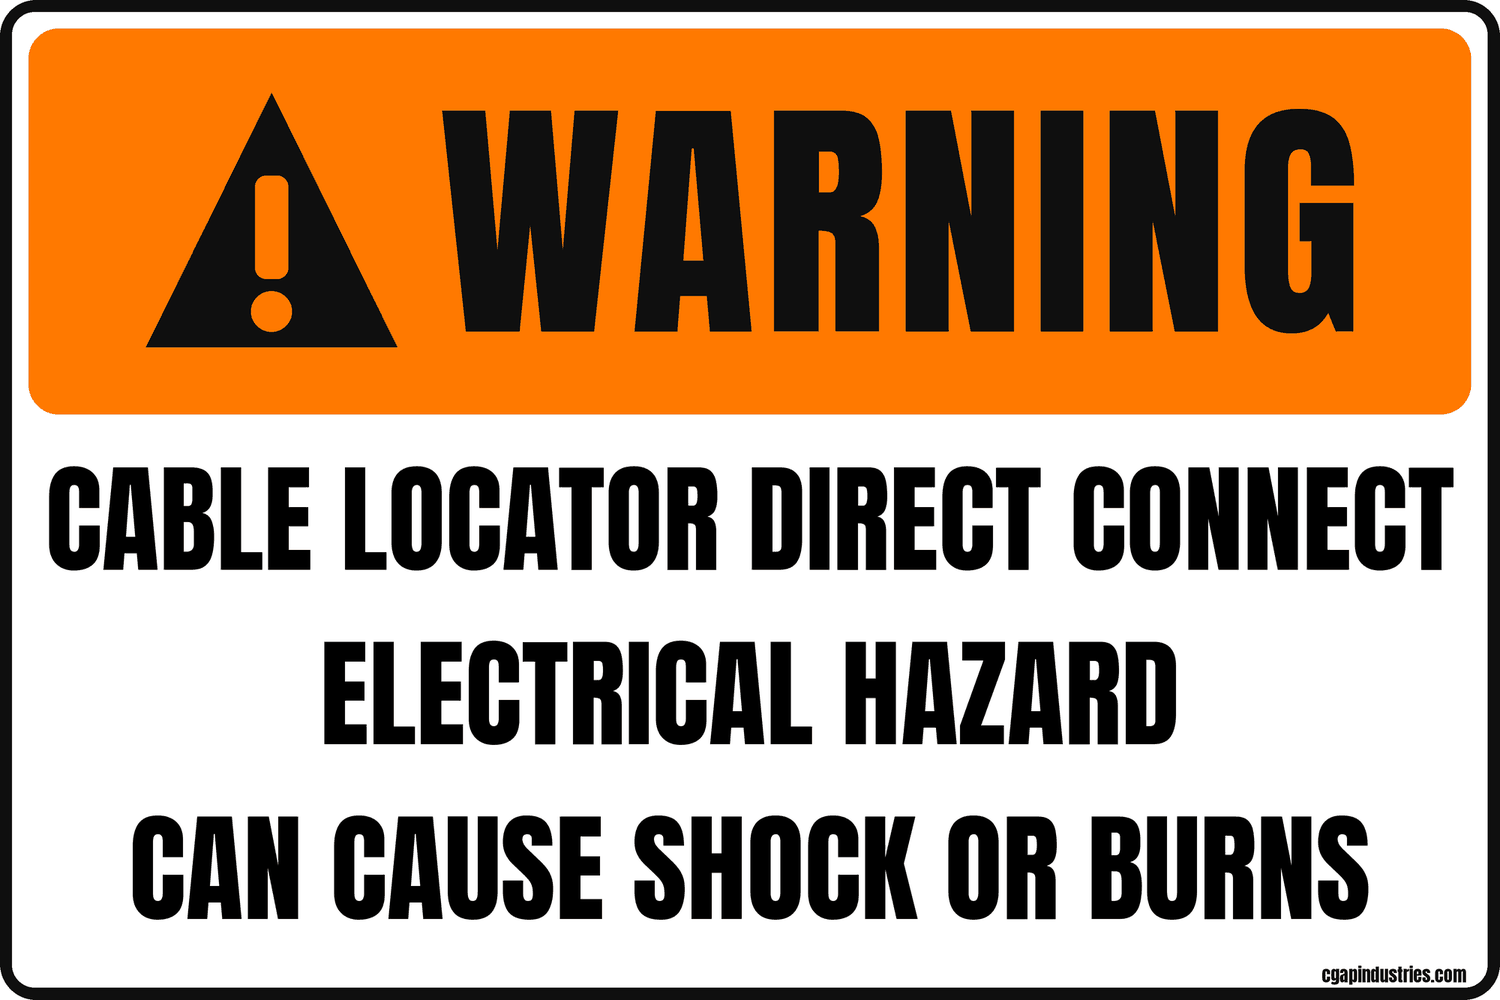 WARNING
CABLE LOCATOR DIRECT CONNECT
ELECTRICAL HAZARD
CAN CAUSE SHOCK OR BURNS
cgapindustries.com